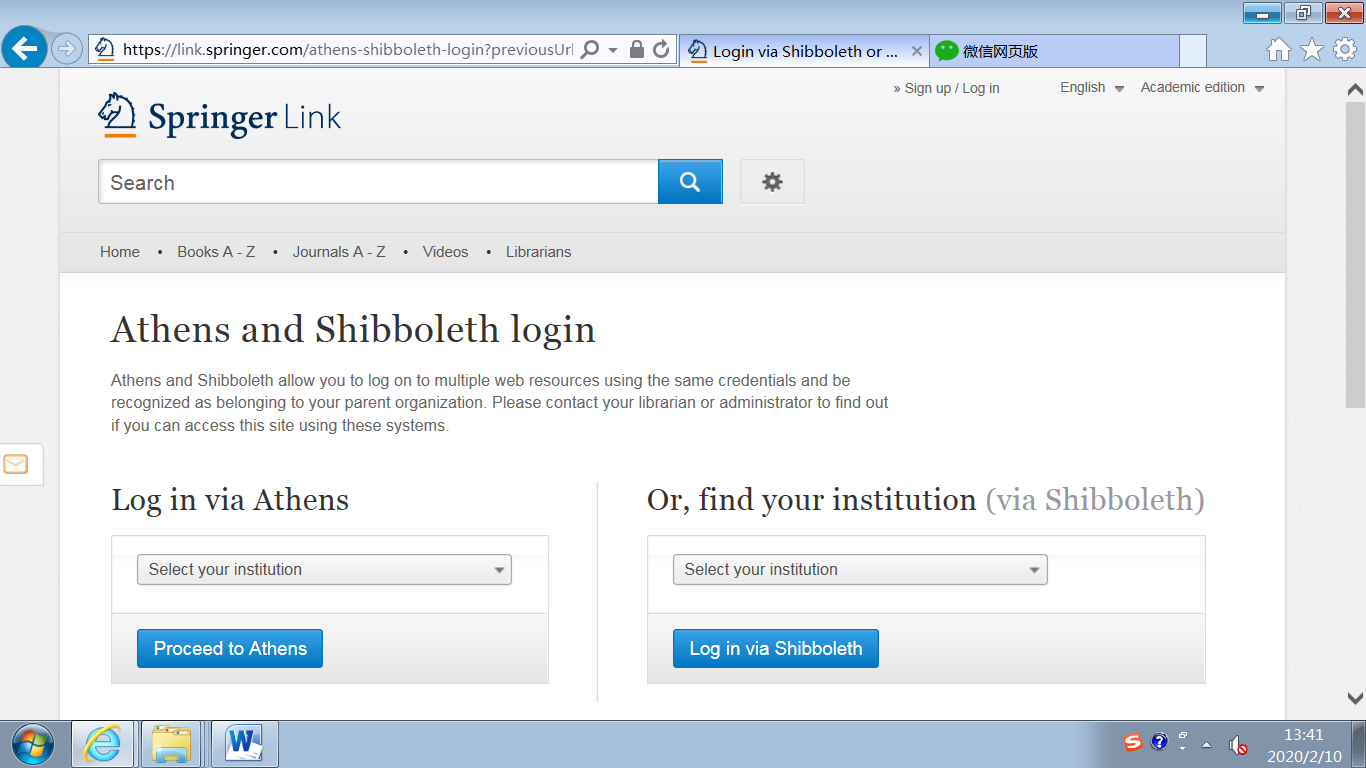 https://link.springer.com/athens-shibboleth-login?previousUrl
Login via Shibboleth or ...
微信网页版
» Sign up / Log in
English
Academic edition
Springer Link
Search
Home • Books A - Z • Journals A - Z • Videos • Librarians
Athens and Shibboleth login
Athens and Shibboleth allow you to log on to multiple web resources using the same credentials and be
recognized as belonging to your parent organization. Please contact your librarian or administrator to find out
if you can access this site using these systems.
Log in via Athens
Select your institution
Proceed to Athens
Or, find your institution (via Shibboleth)
Select your institution
Log in via Shibboleth
13:41
2020/2/10